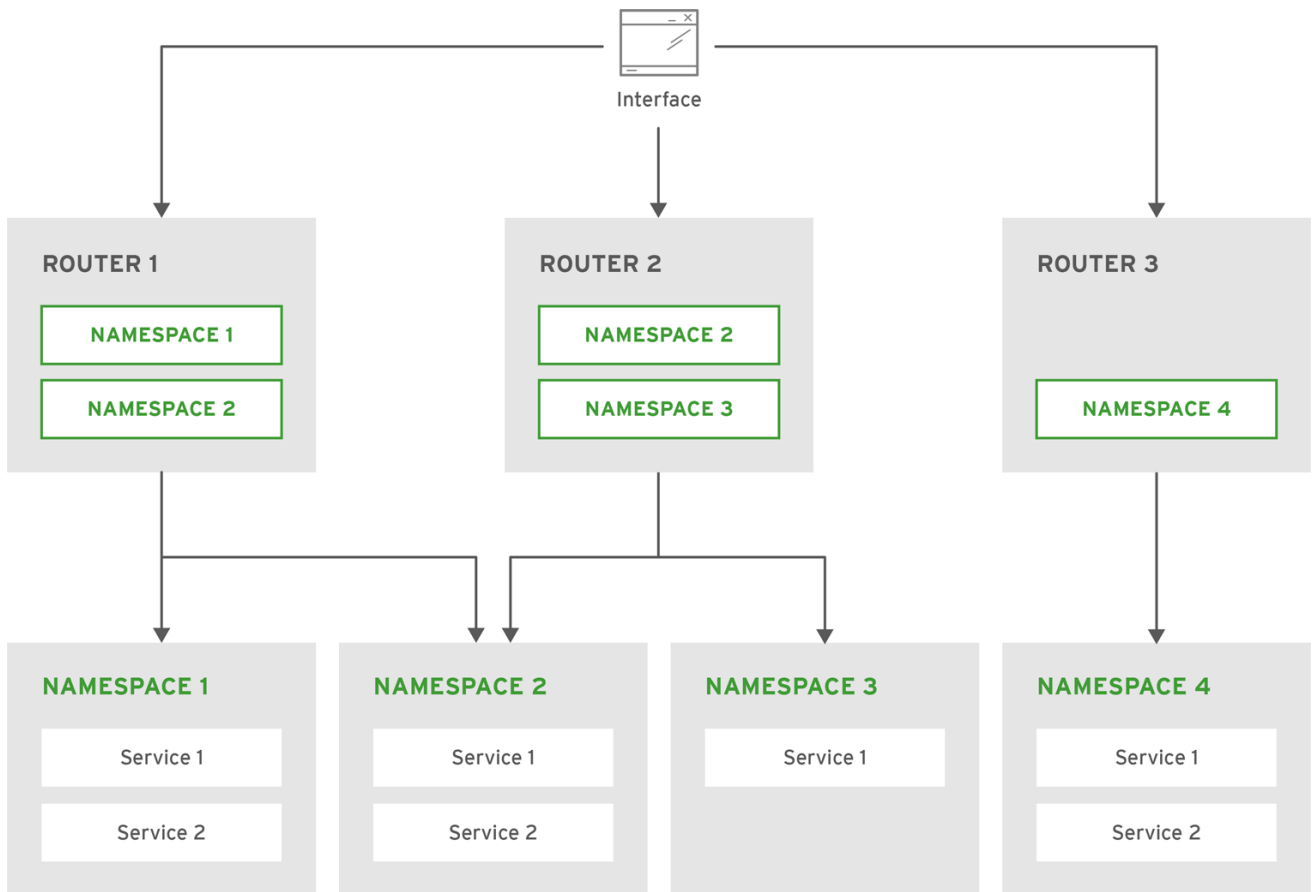 Interface
ROUTER 1
NAMESPACE 1
NAMESPACE 2
ROUTER 2
NAMESPACE 2
NAMESPACE 3
ROUTER 3
NAMESPACE 4
NAMESPACE 1
Service 1
Service 2
NAMESPACE 2
Service 1
Service 2
NAMESPACE 3
Service 1
NAMESPACE 4
Service 1
Service 2